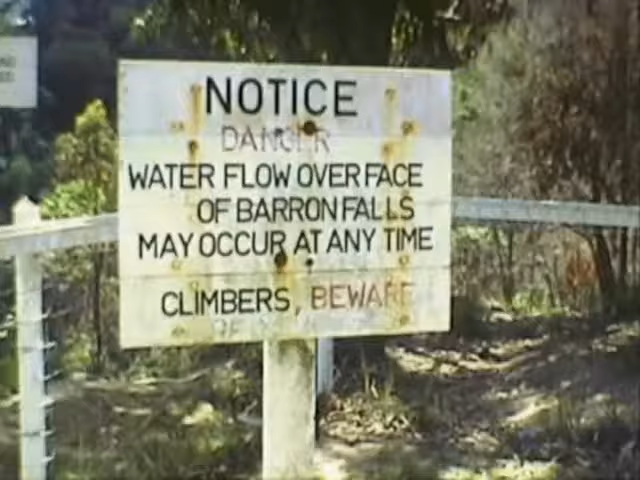 NOTICE
DANGER
WATER FLOW OVER FACE
OF BARRON FALLS
MAY OCCUR AT ANY TIME
CLIMBERS, BEWARE